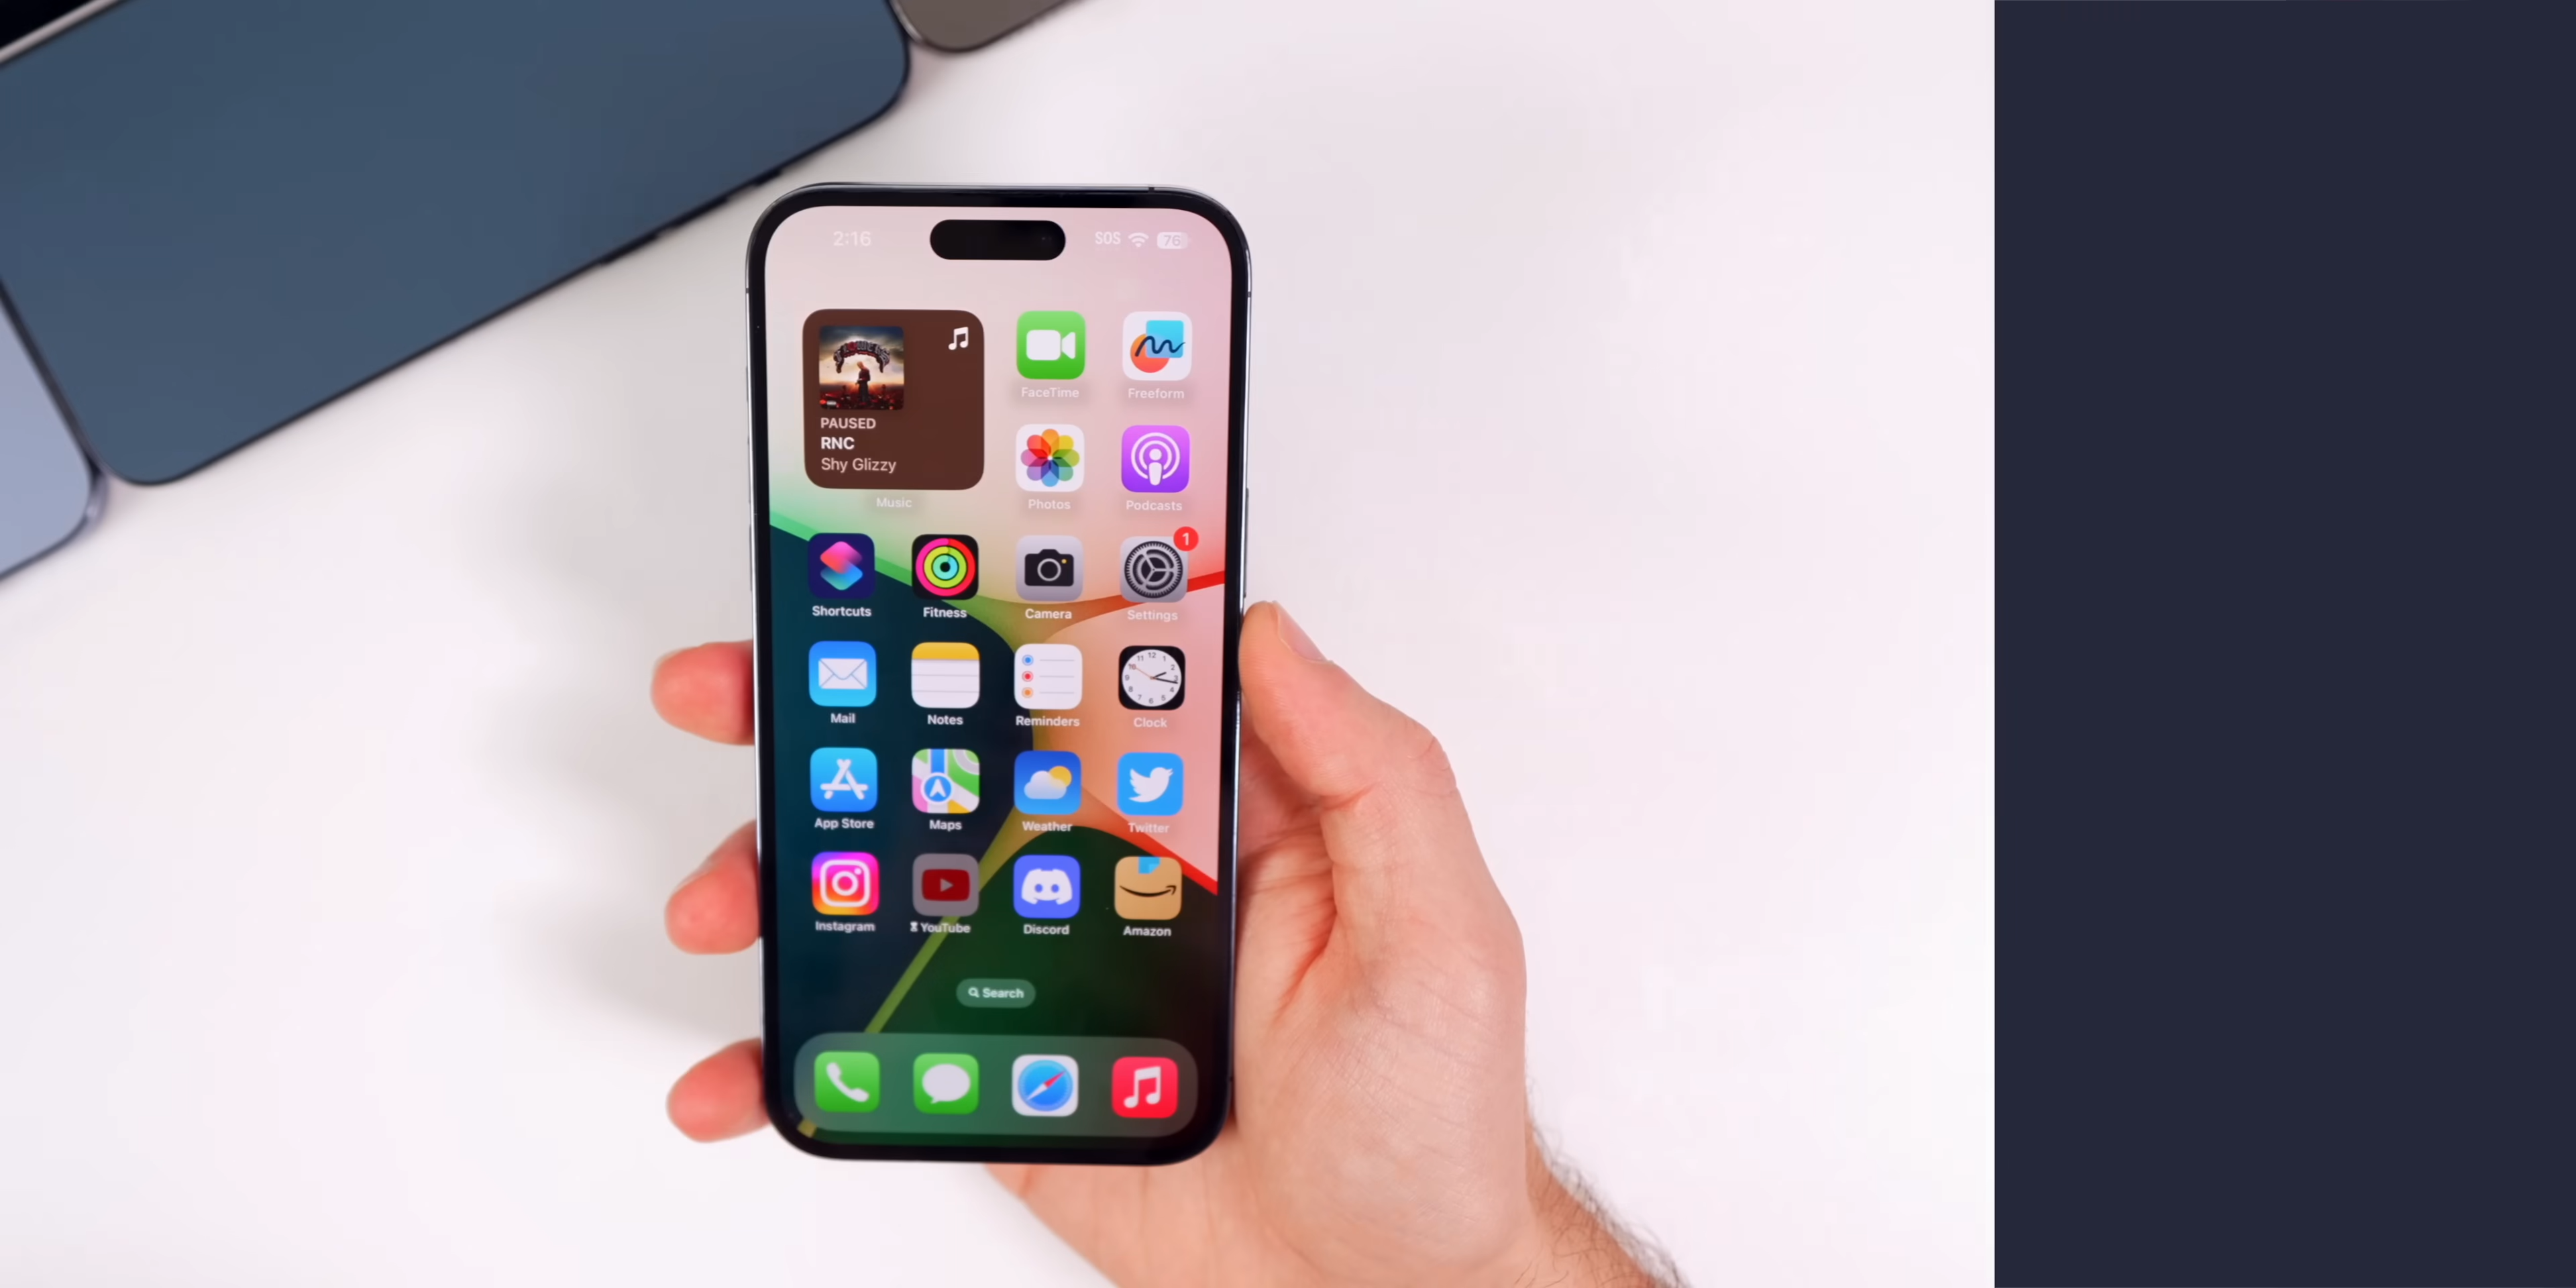 2:16
SOS 76
PAUSED
RNC
Shy Glizzy
Music
FaceTime
Freeform
Photos
Podcasts
1
Shortcuts
Fitness
Camera
Settings
Mail
Notes
Reminders
Clock
App Store
Maps
Weather
Twitter
Instagram
YouTube
Discord
Amazon
Search